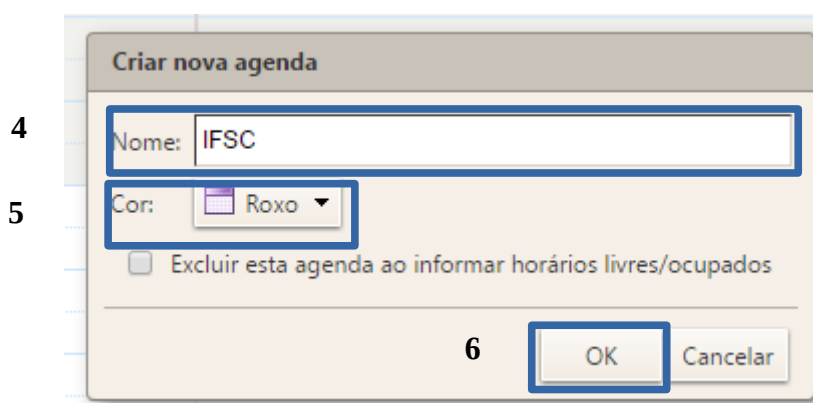 Criar nova agenda
4
Nome: IFSC
5
Cor: Roxo
Excluir esta agenda ao informar horários livres/ocupados
6
OK Cancelar